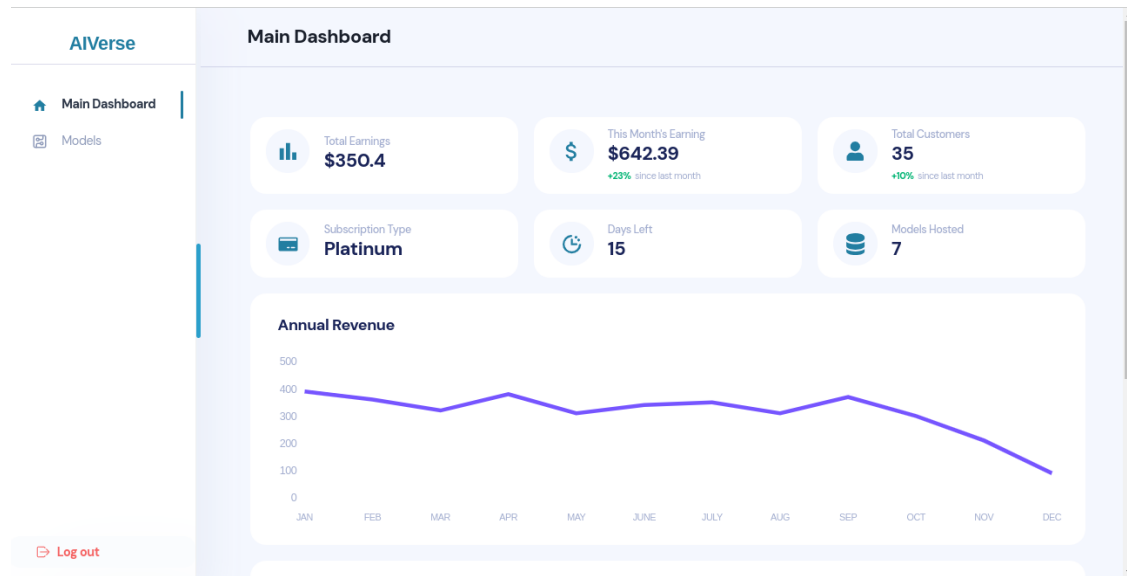 AIVerse
Main Dashboard
Models
Log out
Main Dashboard
Total Earnings
$350.4
This Month's Earning
$642.39
+23% since last month
Total Customers
35
+10% since last month
Subscription Type
Platinum
Days Left
15
Models Hosted
7
Annual Revenue
500
400
300
200
100
0
JAN FEB MAR APR MAY JUNE JULY AUG SEP OCT NOV DEC